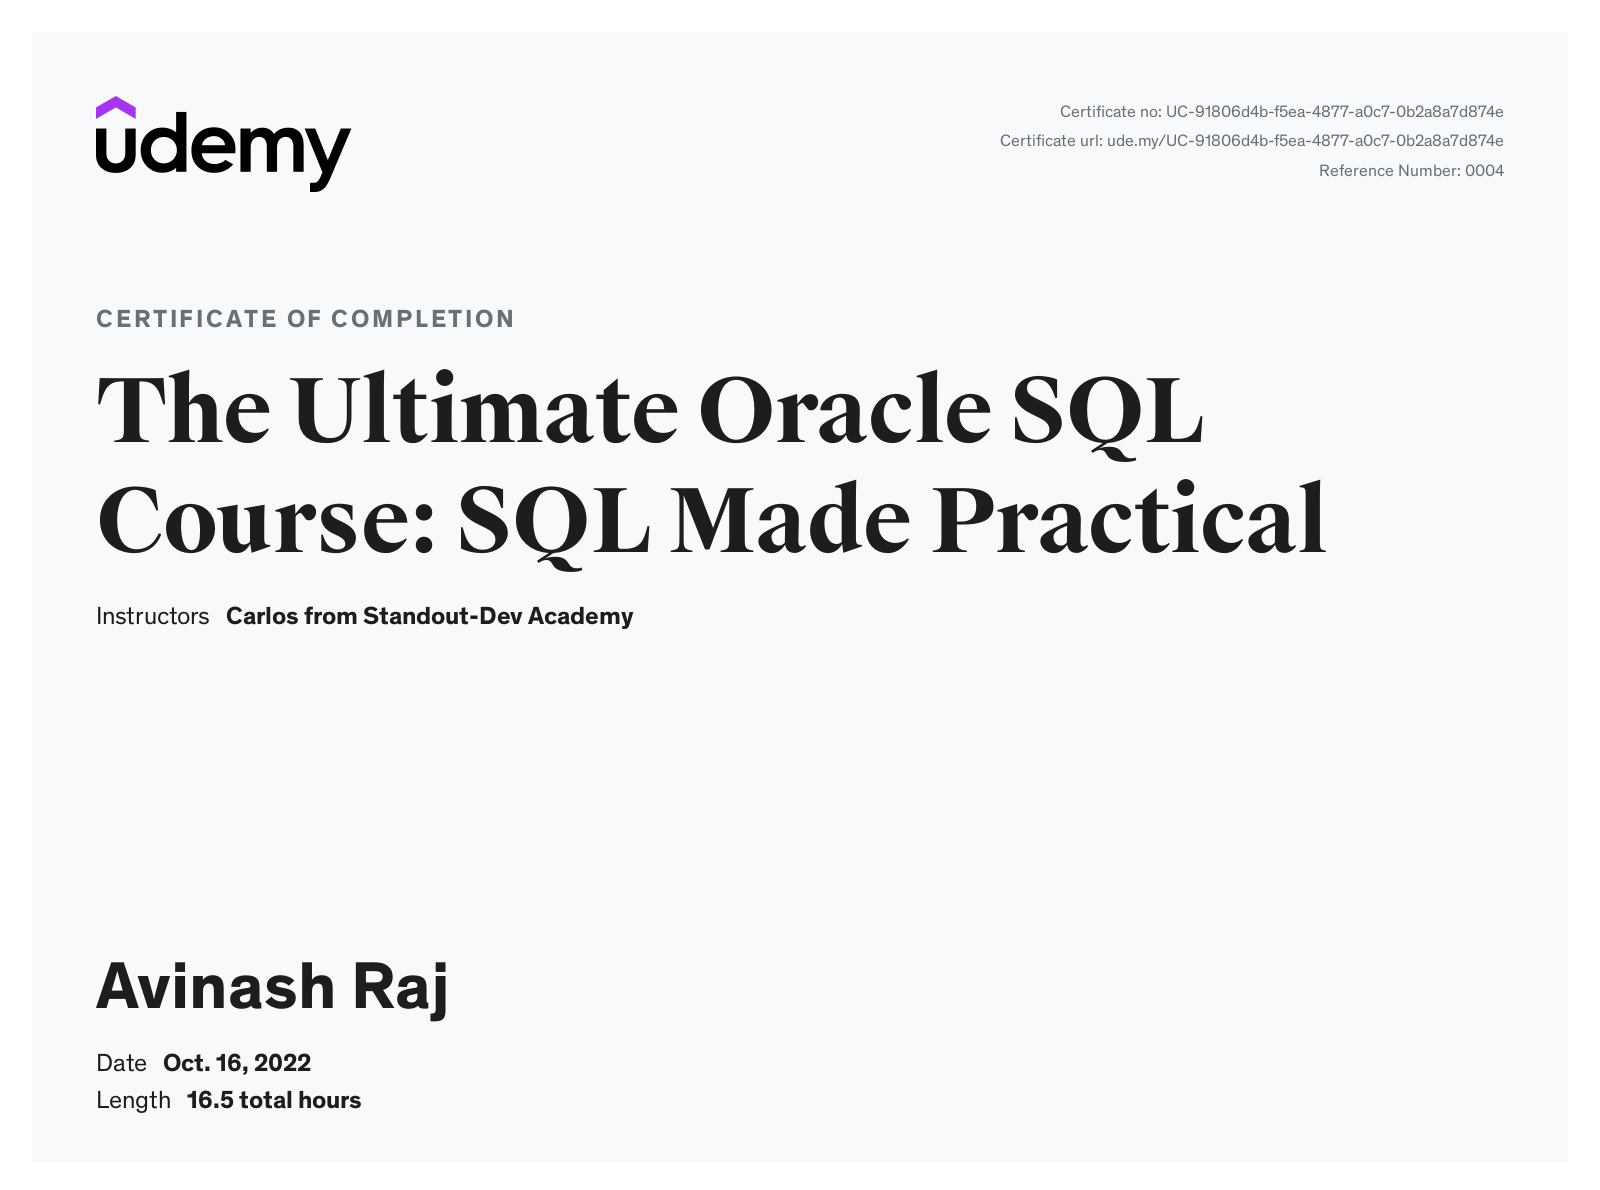 udemy
Certificate no: UC-91806d4b-f5ea-4877-a0c7-0b2a8a7d874e
Certificate url: ude.my/UC-91806d4b-f5ea-4877-a0c7-0b2a8a7d874e
Reference Number: 0004
CERTIFICATE OF COMPLETION
The Ultimate Oracle SQL
Course: SQL Made Practical
Instructors Carlos from Standout-Dev Academy
Avinash Raj
Date Oct. 16, 2022
Length 16.5 total hours